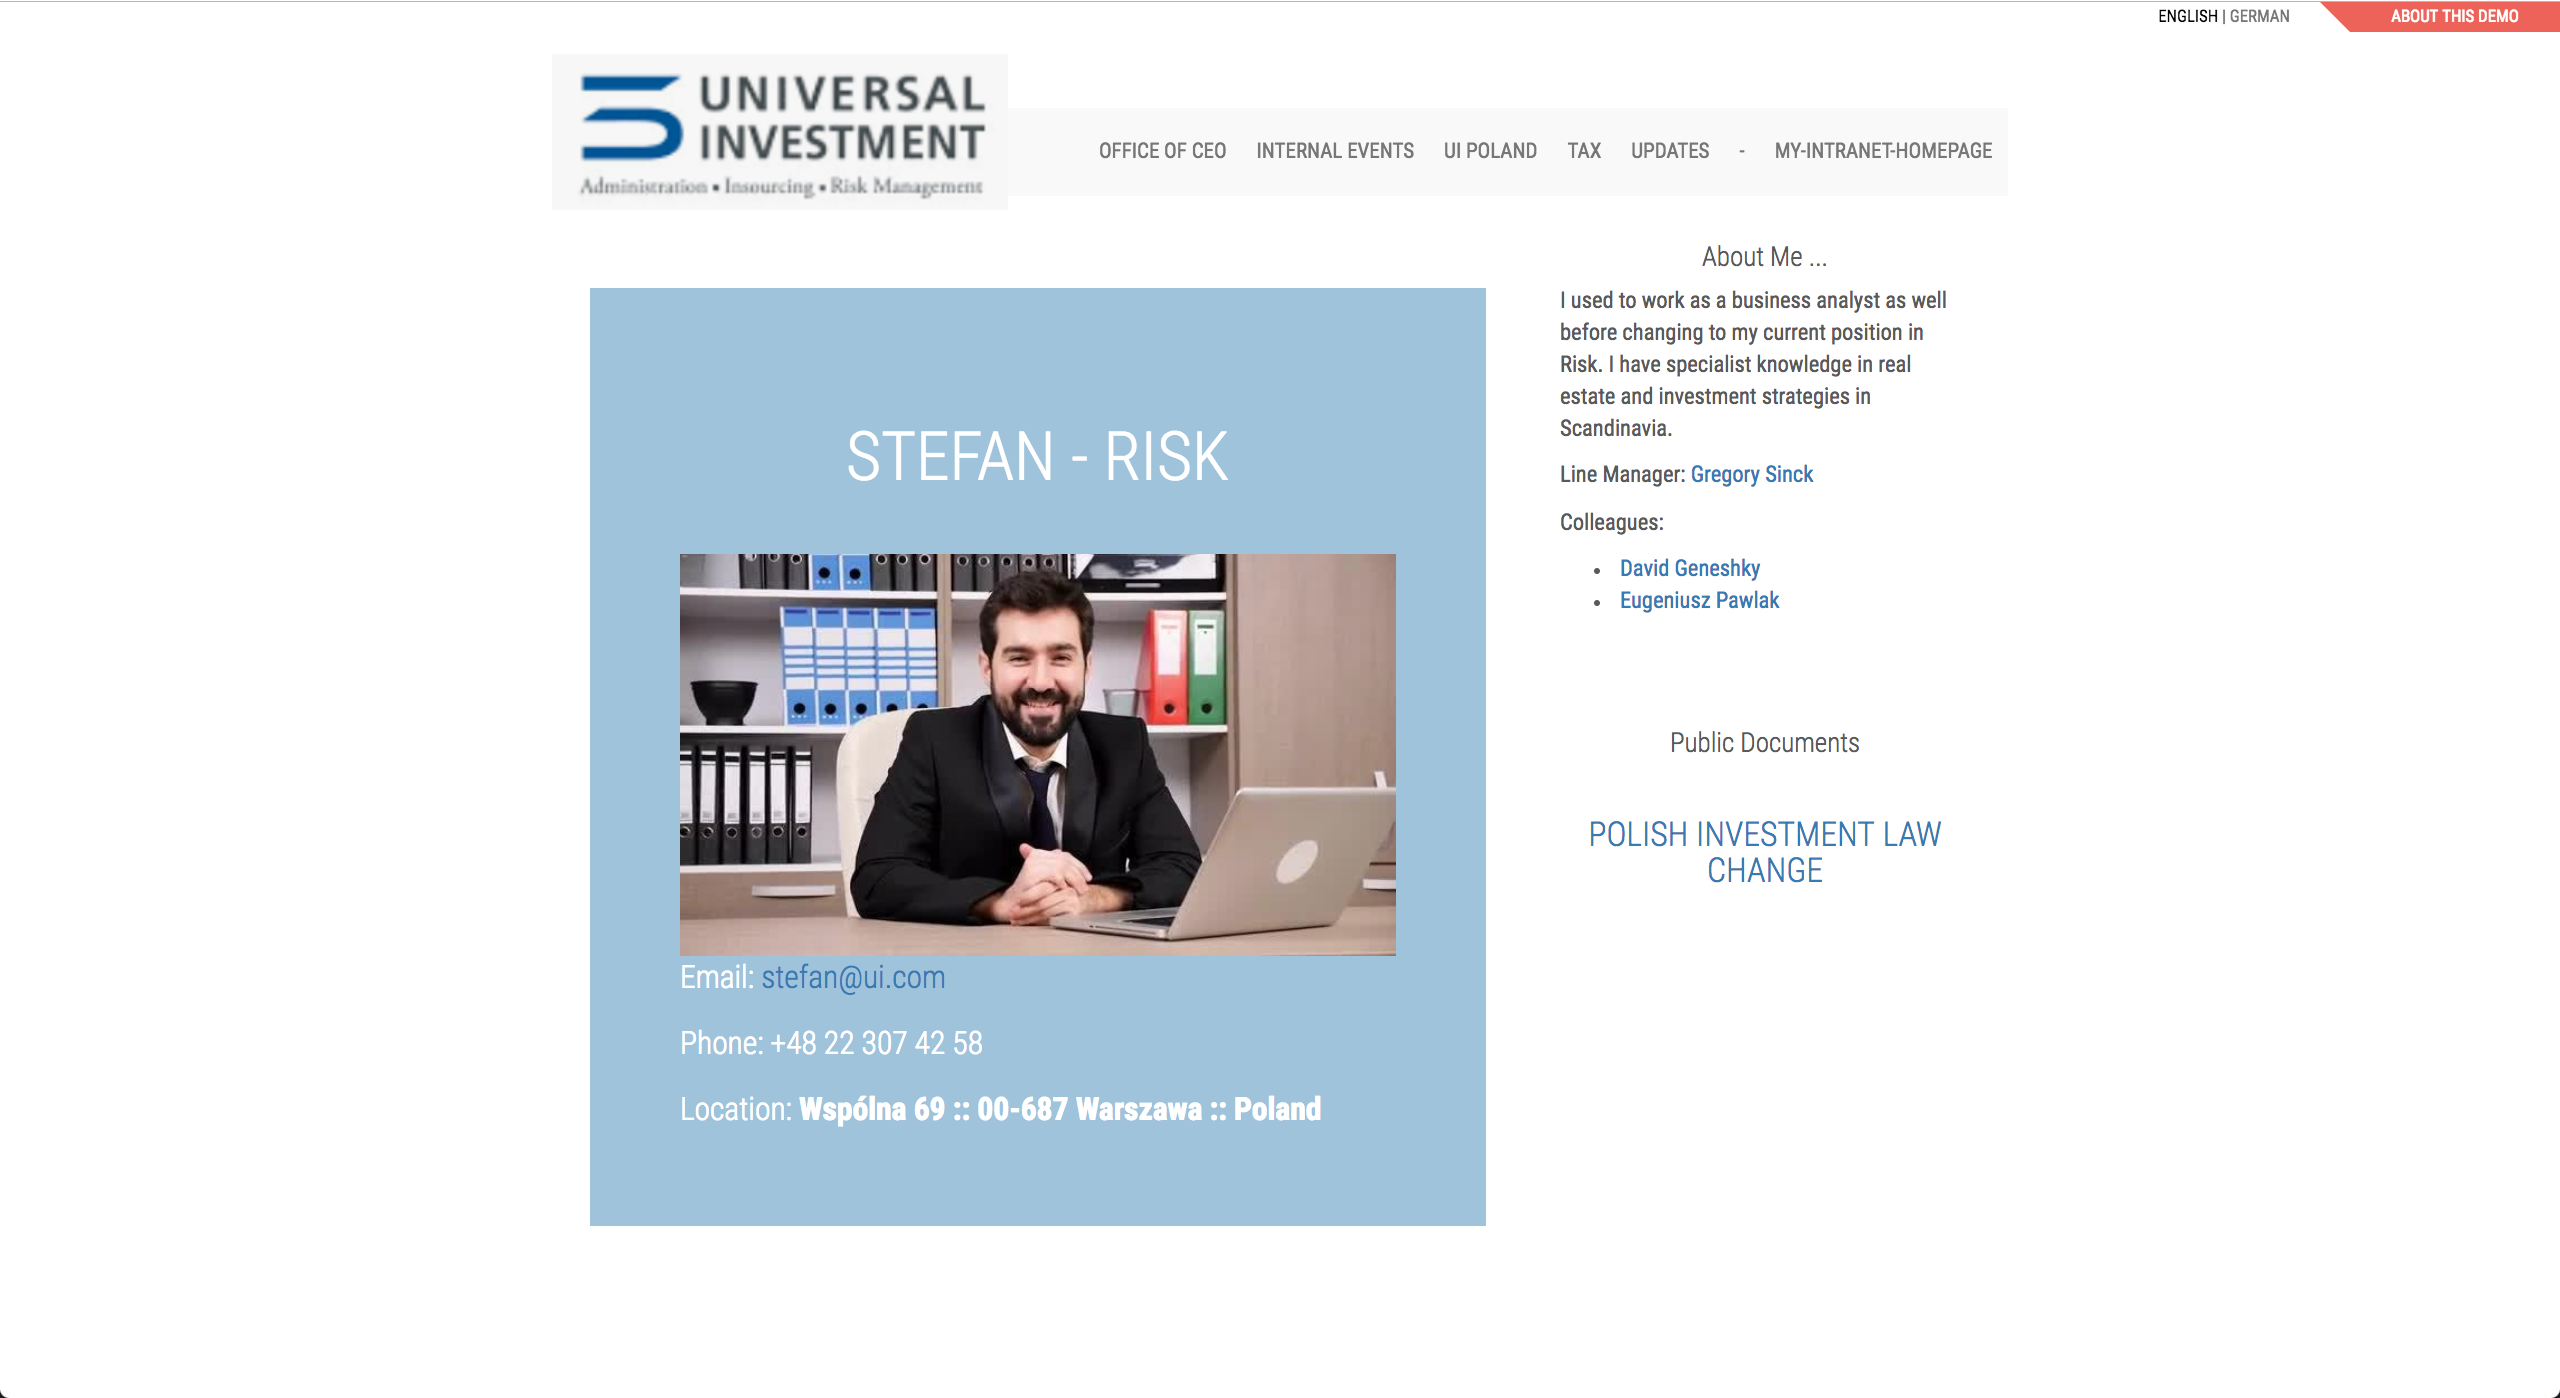 ENGLISH | GERMAN
ABOUT THIS DEMO
UNIVERSAL
INVESTMENT
Administration • Insourcing • Risk Management
OFFICE OF CEO INTERNAL EVENTS UI POLAND TAX UPDATES - MY-INTRANET-HOMEPAGE
STEFAN - RISK
Email: stefan@ui.com
Phone: +48 22 307 42 58
Location: Wspólna 69 :: 00-687 Warszawa :: Poland
About Me ...
I used to work as a business analyst as well
before changing to my current position in
Risk. I have specialist knowledge in real
estate and investment strategies in
Scandinavia.
Line Manager: Gregory Sinck
Colleagues:
• David Geneshky
• Eugeniusz Pawlak
Public Documents
POLISH INVESTMENT LAW
CHANGE